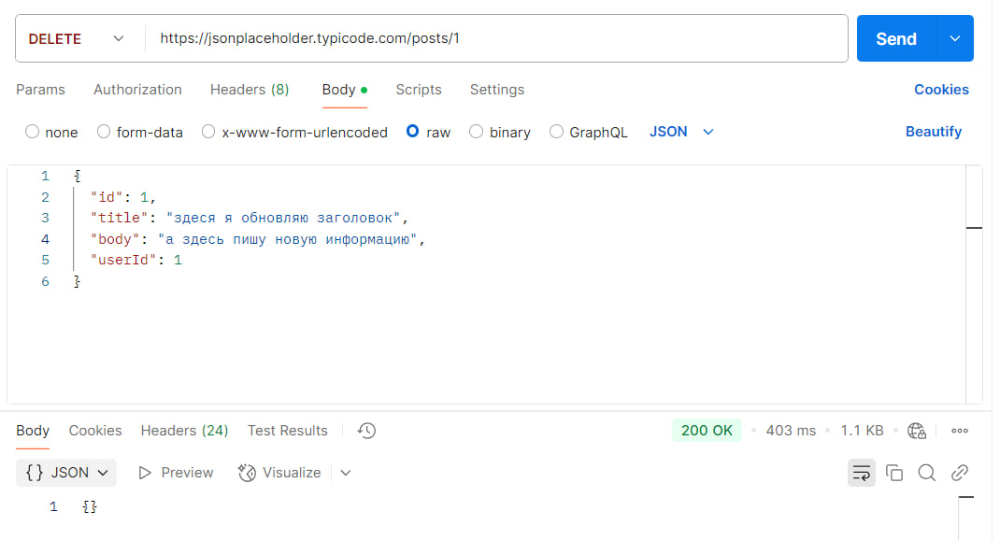 DELETE https://jsonplaceholder.typicode.com/posts/1 Send
Params Authorization Headers (8) Body Scripts Settings Cookies
none form-data x-www-form-urlencoded raw binary GraphQL JSON Beautify
1 {
2 "id": 1,
3 "title": "здеся я обновляю заголовок",
4 "body": "а здесь пишу новую информацию",
5 "userId": 1
6 }
Body Cookies Headers (24) Test Results 200 OK 403 ms 1.1 KB
{} JSON Preview Visualize
1 {}